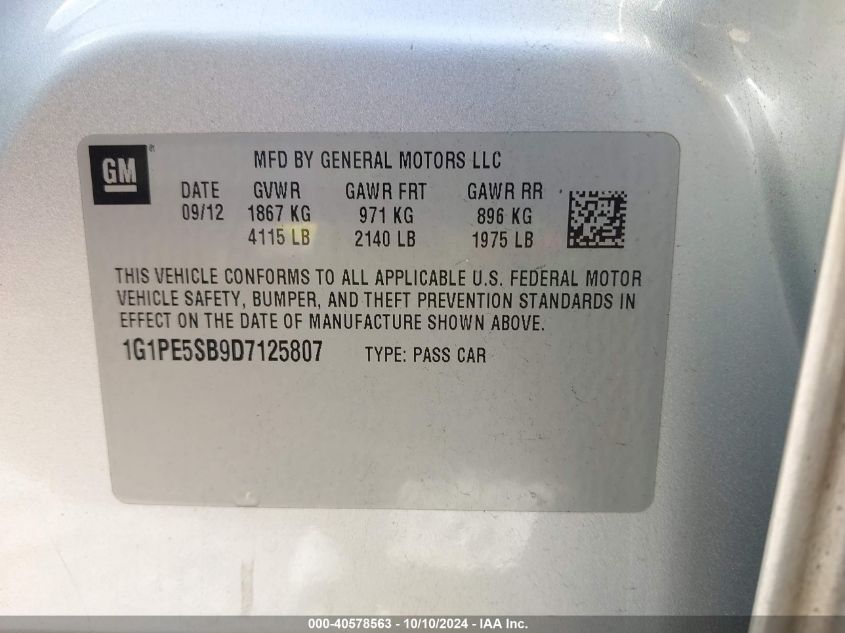 GM
MFD BY GENERAL MOTORS LLC
DATE GVWR GAWR FRT GAWR RR
09/12 1867 KG 971 KG 896 KG
4115 LB 2140 LB 1975 LB
THIS VEHICLE CONFORMS TO ALL APPLICABLE U.S. FEDERAL MOTOR
VEHICLE SAFETY, BUMPER, AND THEFT PREVENTION STANDARDS IN
EFFECT ON THE DATE OF MANUFACTURE SHOWN ABOVE.
1G1PE5SB9D7125807 TYPE: PASS CAR
000-40578563 - 10/10/2024 - IAA Inc.